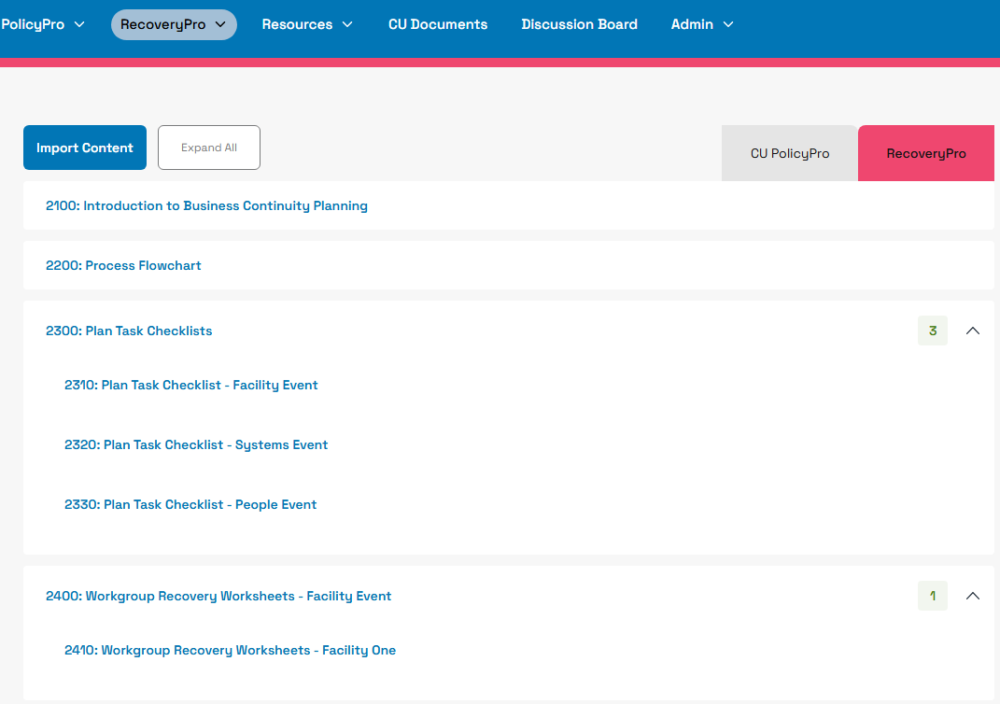 PolicyPro RecoveryPro Resources CU Documents Discussion Board Admin
Import Content Expand All CU PolicyPro RecoveryPro
2100: Introduction to Business Continuity Planning
2200: Process Flowchart
2300: Plan Task Checklists 3
2310: Plan Task Checklist - Facility Event
2320: Plan Task Checklist - Systems Event
2330: Plan Task Checklist - People Event
2400: Workgroup Recovery Worksheets - Facility Event 1
2410: Workgroup Recovery Worksheets - Facility One